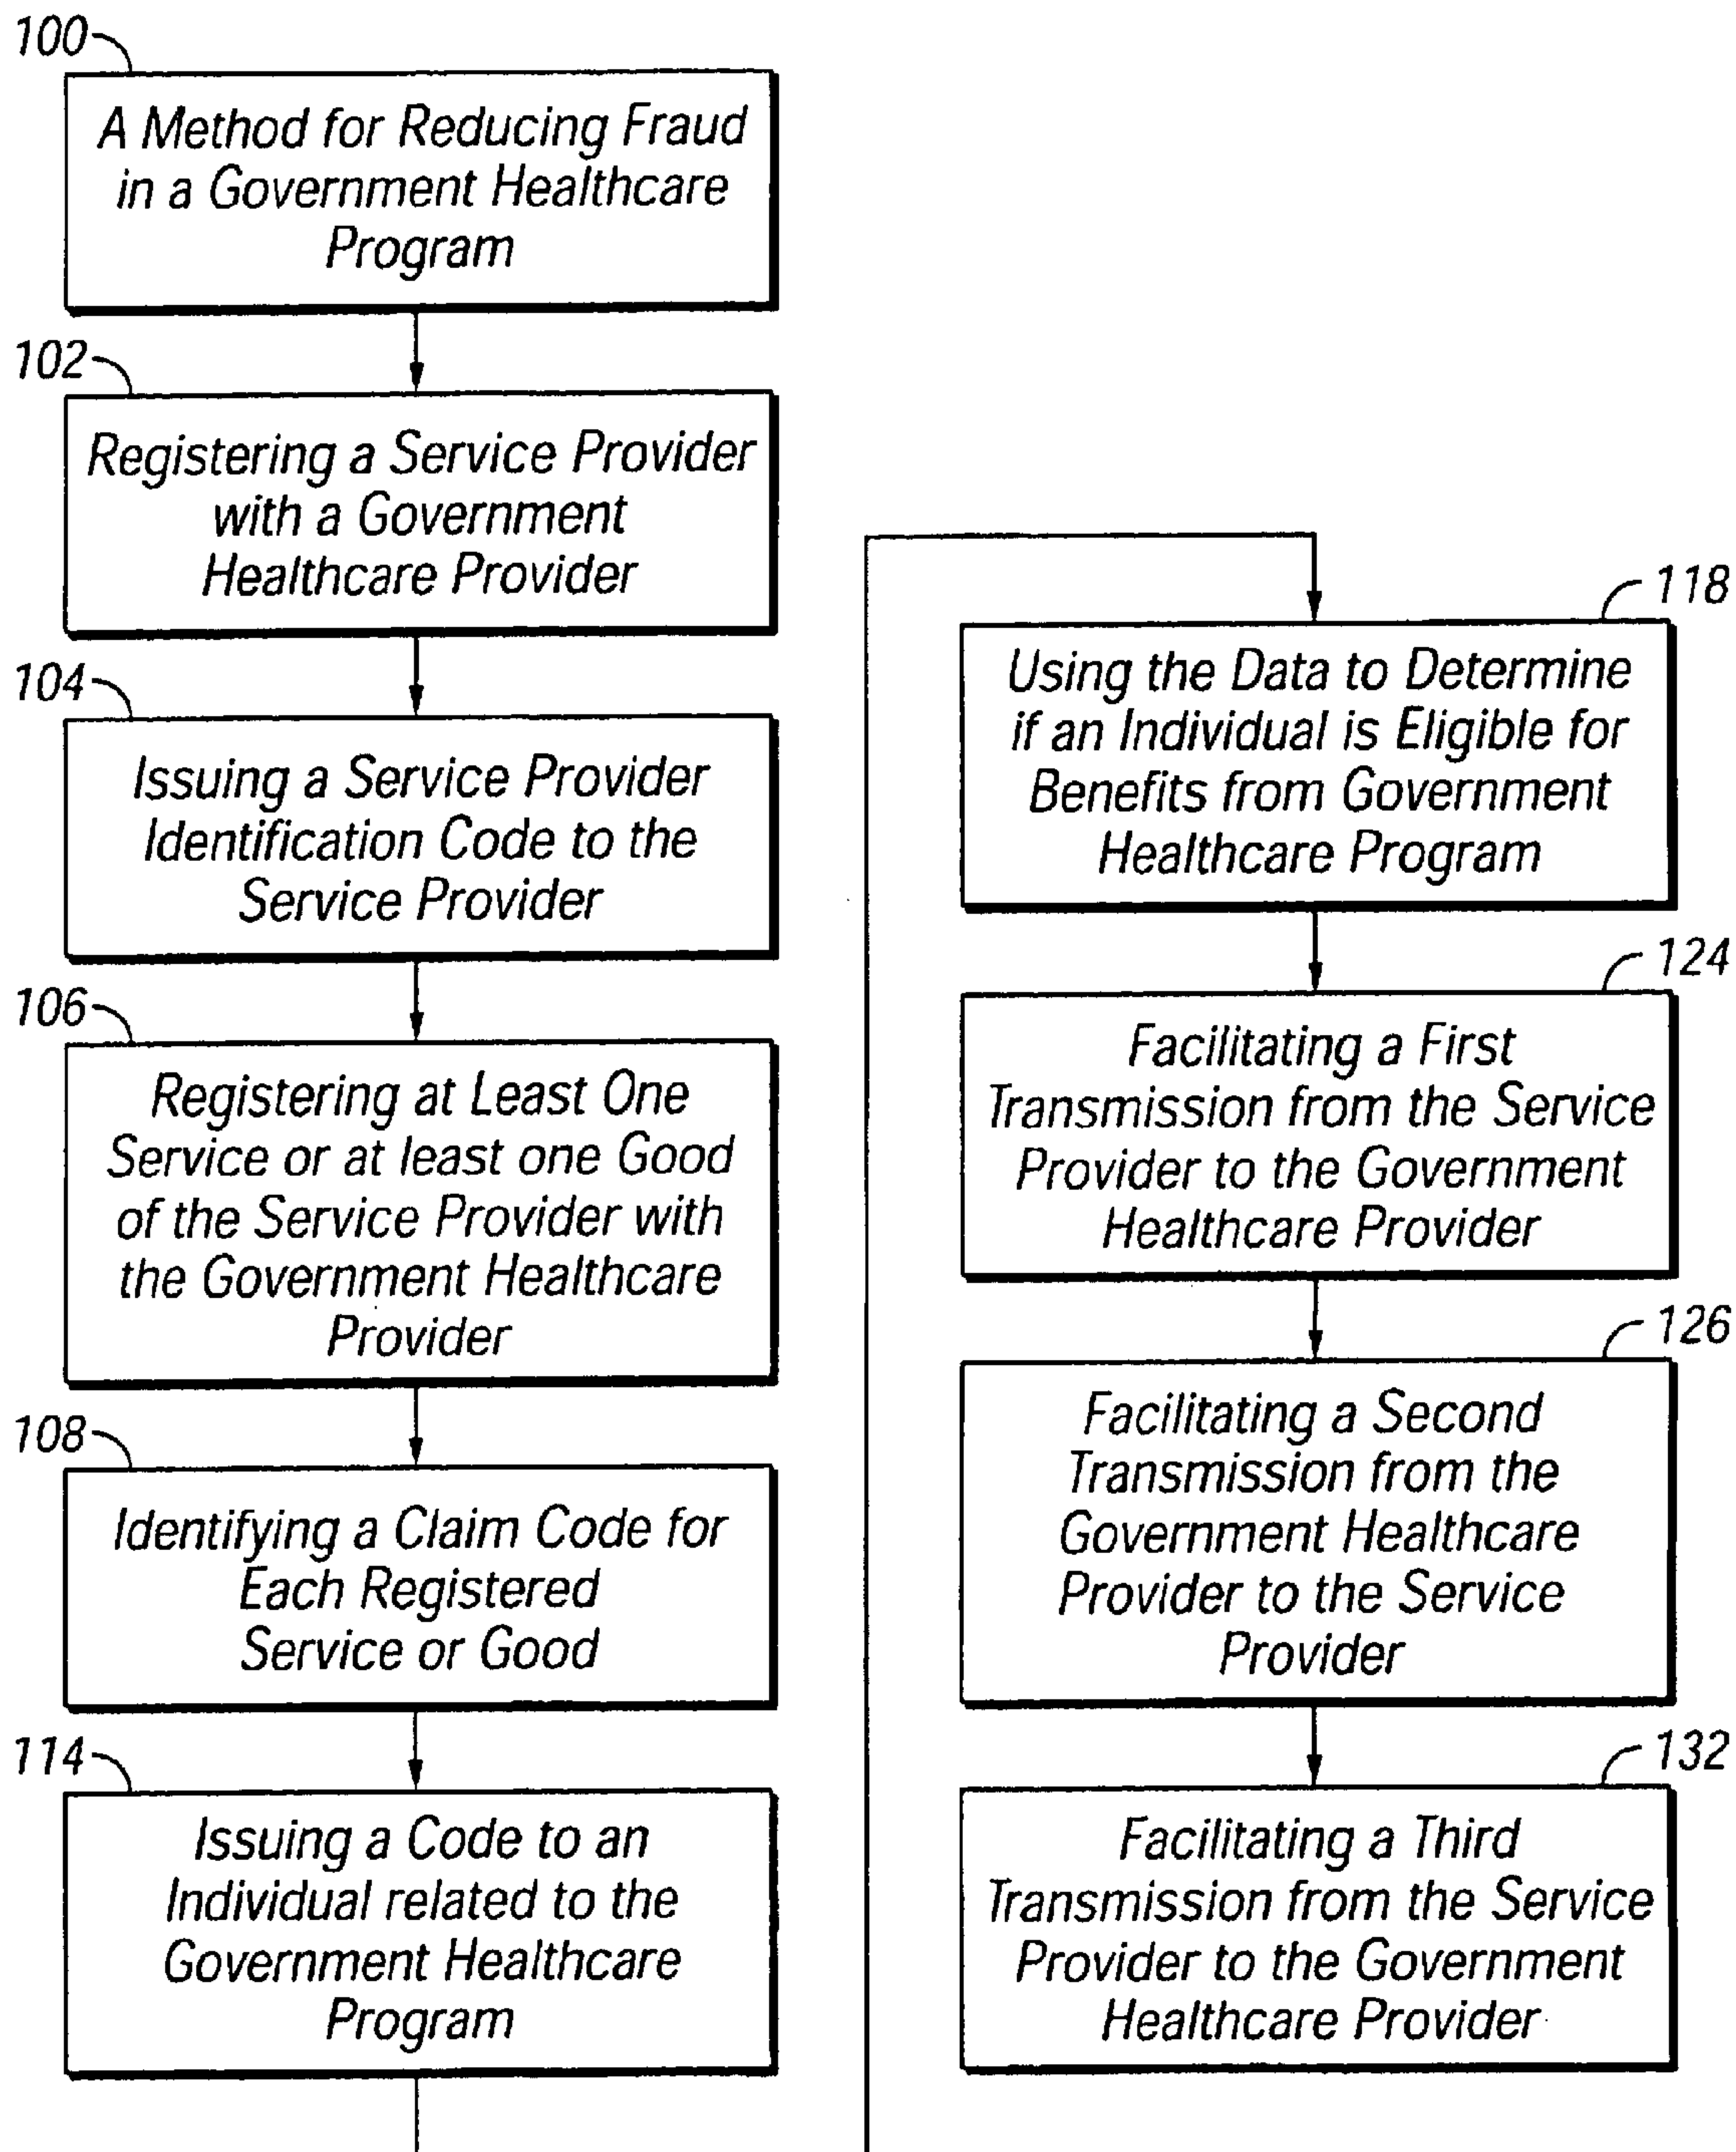 100
A Method for Reducing Fraud
in a Government Healthcare
Program
102
Registering a Service Provider
with a Government
Healthcare Provider
104
Issuing a Service Provider
Identification Code to the
Service Provider
106
Registering at Least One
Service or at least one Good
of the Service Provider with
the Government Healthcare
Provider
108
Identifying a Claim Code for
Each Registered
Service or Good
114
Issuing a Code to an
Individual related to the
Government Healthcare
Program
118
Using the Data to Determine
if an Individual is Eligible for
Benefits from Government
Healthcare Program
124
Facilitating a First
Transmission from the Service
Provider to the Government
Healthcare Provider
126
Facilitating a Second
Transmission from the
Government Healthcare
Provider to the Service
Provider
132
Facilitating a Third
Transmission from the Service
Provider to the Government
Healthcare Provider